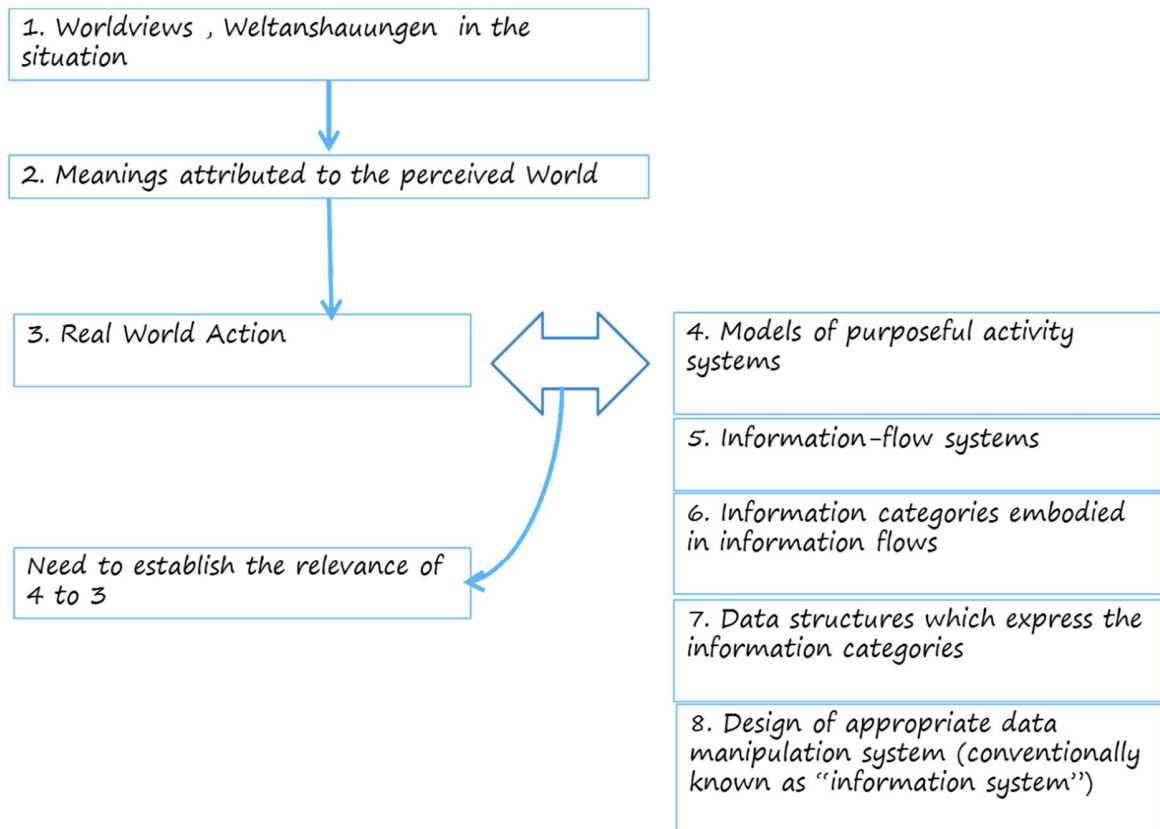 1. Worldviews , Weltanshauungen in the
situation
2. Meanings attributed to the perceived World
3. Real World Action
4. Models of purposeful activity
systems
5. Information-flow systems
6. Information categories embodied
in information flows
Need to establish the relevance of
4 to 3
7. Data structures which express the
information categories
8. Design of appropriate data
manipulation system (conventionally
known as “information system”)